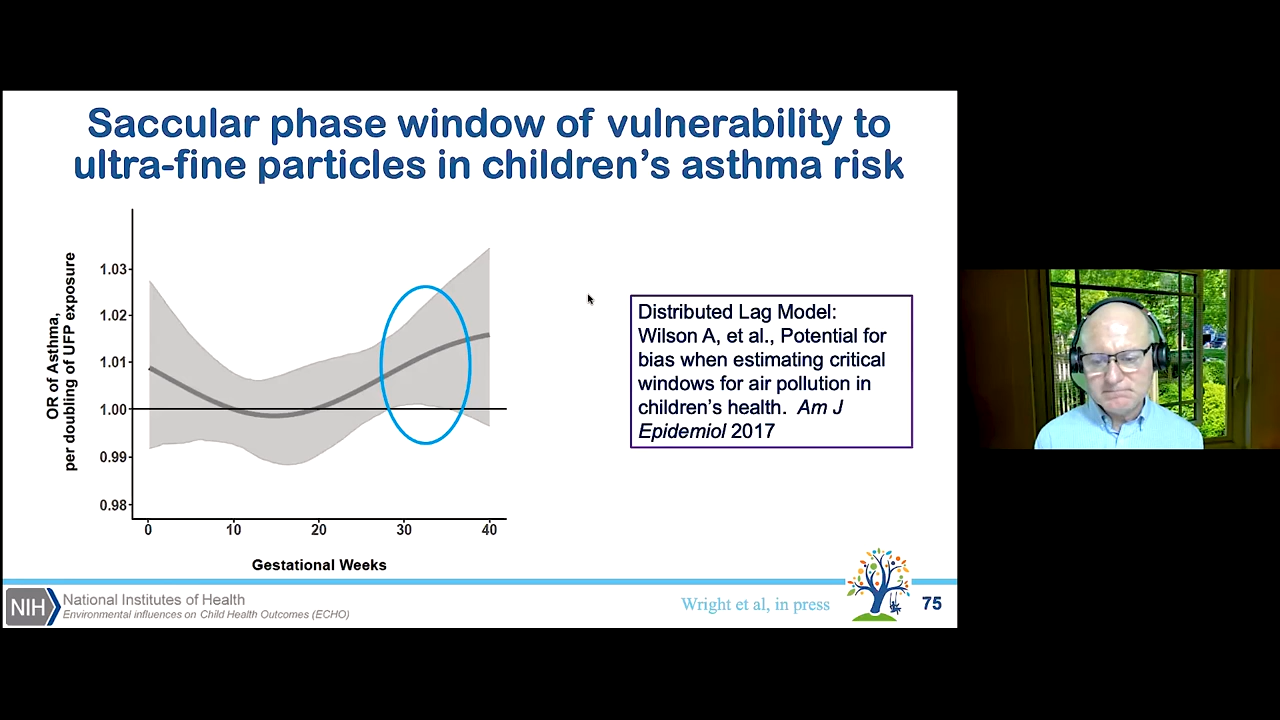 Saccular phase window of vulnerability to
ultra-fine particles in children's asthma risk
OR of Asthma,
per doubling of UFP exposure
1.03
1.02
1.01
1.00
0.99
0.98
0
10
20
30
40
Gestational Weeks
Distributed Lag Model:
Wilson A, et al., Potential for
bias when estimating critical
windows for air pollution in
children's health. Am J
Epidemiol 2017
NIH
National Institutes of Health
Environmental influences on Child Health Outcomes (ECHO)
Wright et al, in press
75